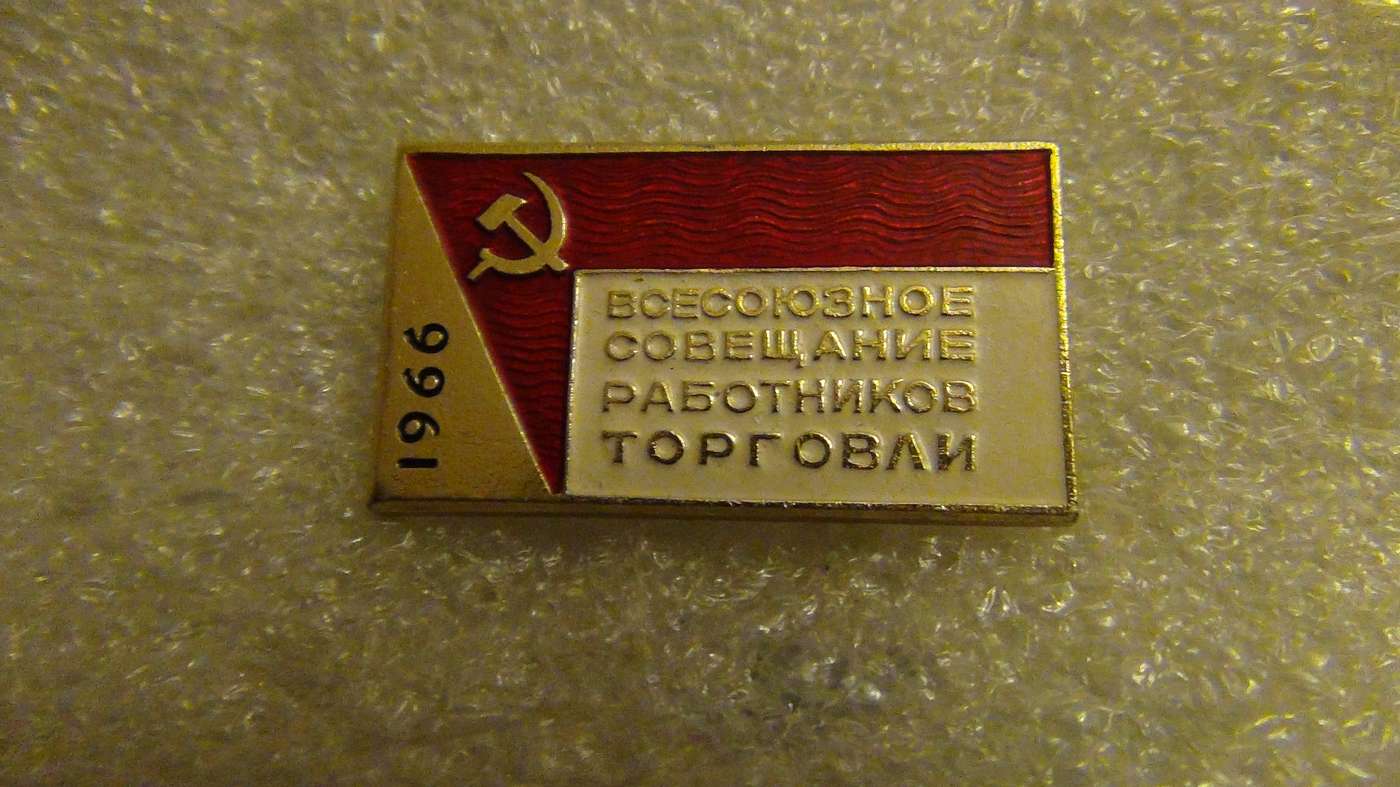 1966
ВСЕСОЮЗНОЕ
СОВЕЩАНИЕ
РАБОТНИКОВ
ТОРГОВЛИ